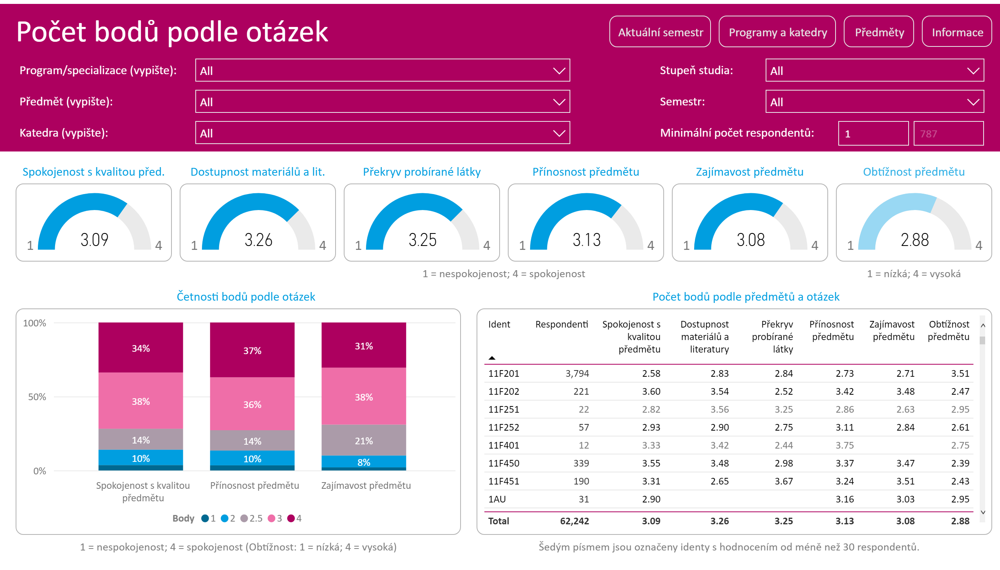 Počet bodů podle otázek
Aktuální semestr
Programy a katedry
Předměty
Informace
Program/specializace (vypište):
All
Stupeň studia:
All
Předmět (vypište):
All
Semestr:
All
Katedra (vypište):
All
Minimální počet respondentů:
1
787
Spokojenost s kvalitou před.
Dostupnost materiálů a lit.
Překryv probírané látky
Přínosnost předmětu
Zajímavost předmětu
Obtížnost předmětu
1 3.09 4
1 3.26 4
1 3.25 4
1 3.13 4
1 3.08 4
1 2.88 4
1 = nespokojenost; 4 = spokojenost
1 = nízká; 4 = vysoká
Četnosti bodů podle otázek
100%
50%
0%
34%
38%
14%
10%
37%
36%
14%
10%
31%
38%
21%
8%
Spokojenost s kvalitou
předmětu
Přínosnost předmětu
Zajímavost předmětu
Body 1 2 2.5 3 4
1 = nespokojenost; 4 = spokojenost (Obtížnost: 1 = nízká; 4 = vysoká)
Počet bodů podle předmětů a otázek
Ident Respondenti Spokojenost s Dostupnost Překryv Přínosnost Zajímavost Obtížnost
kvalitou materiálů a probírané předmětu předmětu předmětu
předmětu literatury látky
11F201 3,794 2.58 2.83 2.84 2.73 2.71 3.51
11F202 221 3.60 3.54 2.52 3.42 3.48 2.47
11F251 22 2.82 3.56 3.25 2.86 2.63 2.95
11F252 57 2.93 2.90 2.75 3.11 2.84 2.61
11F401 12 3.33 3.42 2.44 3.75 2.75
11F450 339 3.55 3.48 2.98 3.37 3.47 2.39
11F451 190 3.31 2.65 3.67 3.24 3.51 2.43
1AU 31 2.90 3.16 3.03 2.95
Total 62,242 3.09 3.26 3.25 3.13 3.08 2.88
Šedým písmem jsou označeny identy s hodnocením od méně než 30 respondentů.